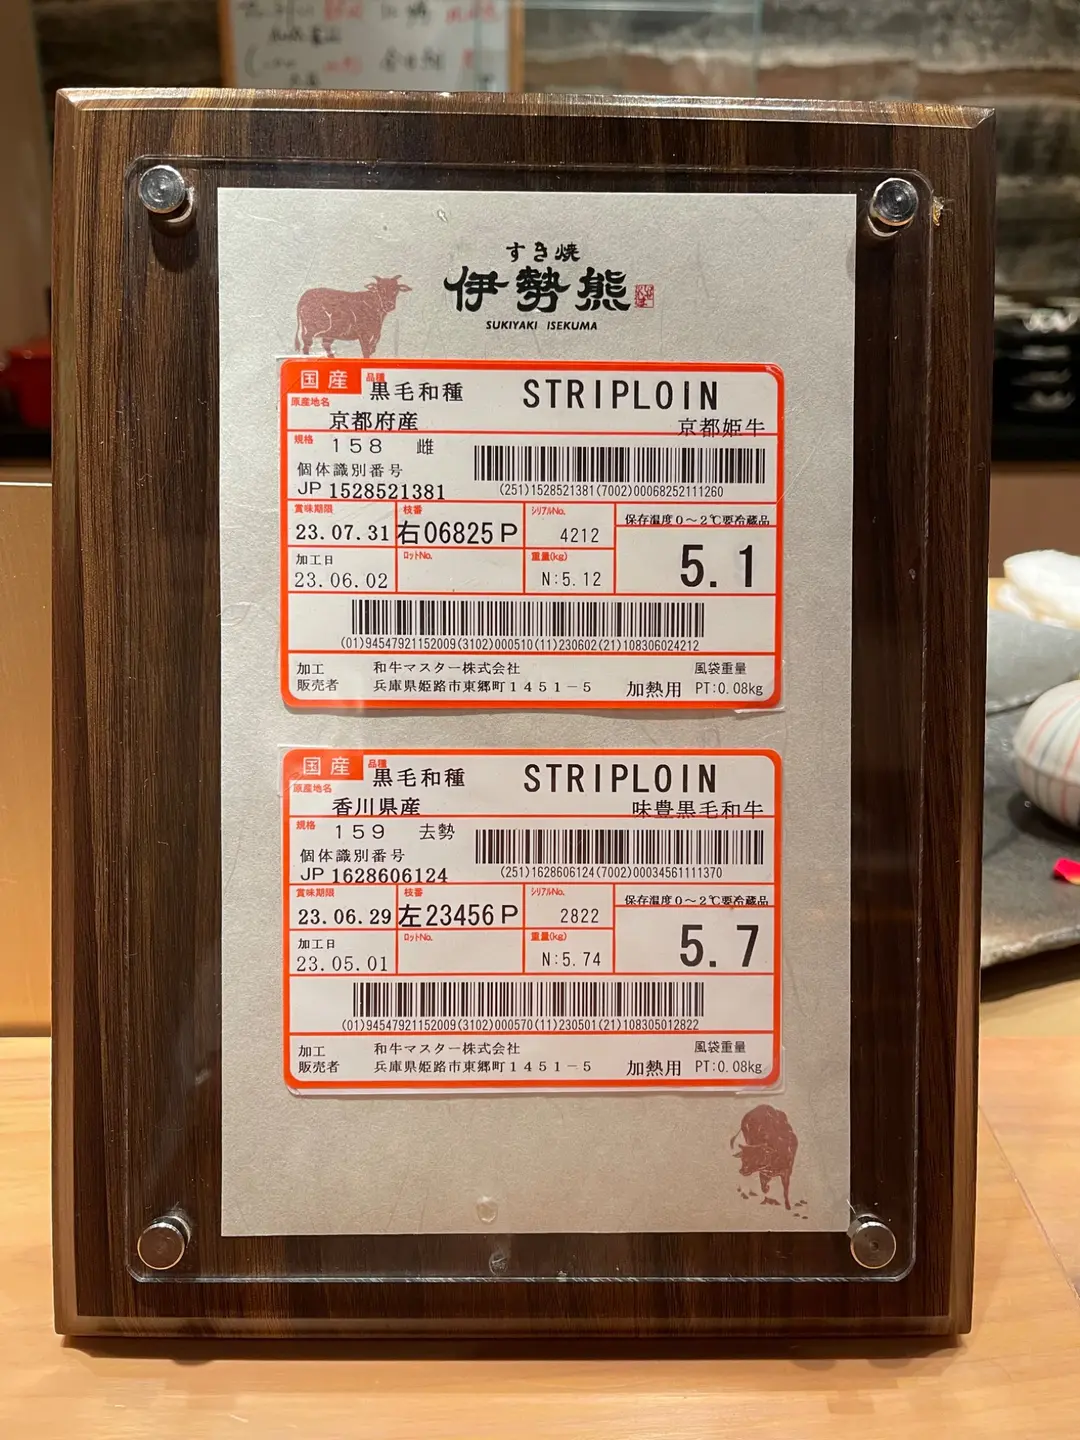 すき焼
伊勢熊
SUKIYAKI ISEKUMA
国産 品種 黒毛和種 STRIPLOIN
原産地名 京都府産 京都姫牛
規格 158 雌
個体識別番号
JP 1528521381
(251)1528521381(7002)00068252111260
賞味期限 23.07.31 枝番 右06825P シリアルNo. 4212 保存温度0〜2℃要冷蔵品
加工日 23.06.02 ロットNo. 重量(kg) N:5.12 5.1
(01)94547921152009(3102)000510(11)230602(21)108306024212
加工 和牛マスター株式会社 風袋重量
販売者 兵庫県姫路市東郷町1451-5 加熱用 PT:0.08kg
国産 品種 黒毛和種 STRIPLOIN
原産地名 香川県産 味豊黒毛和牛
規格 159 去勢
個体識別番号
JP 1628606124
(251)1628606124(7002)00034561111370
賞味期限 23.06.29 枝番 左23456P シリアルNo. 2822 保存温度0〜2℃要冷蔵品
加工日 23.05.01 ロットNo. 重量(kg) N:5.74 5.7
(01)94547921152009(3102)000570(11)230501(21)108305012822
加工 和牛マスター株式会社 風袋重量
販売者 兵庫県姫路市東郷町1451-5 加熱用 PT:0.08kg